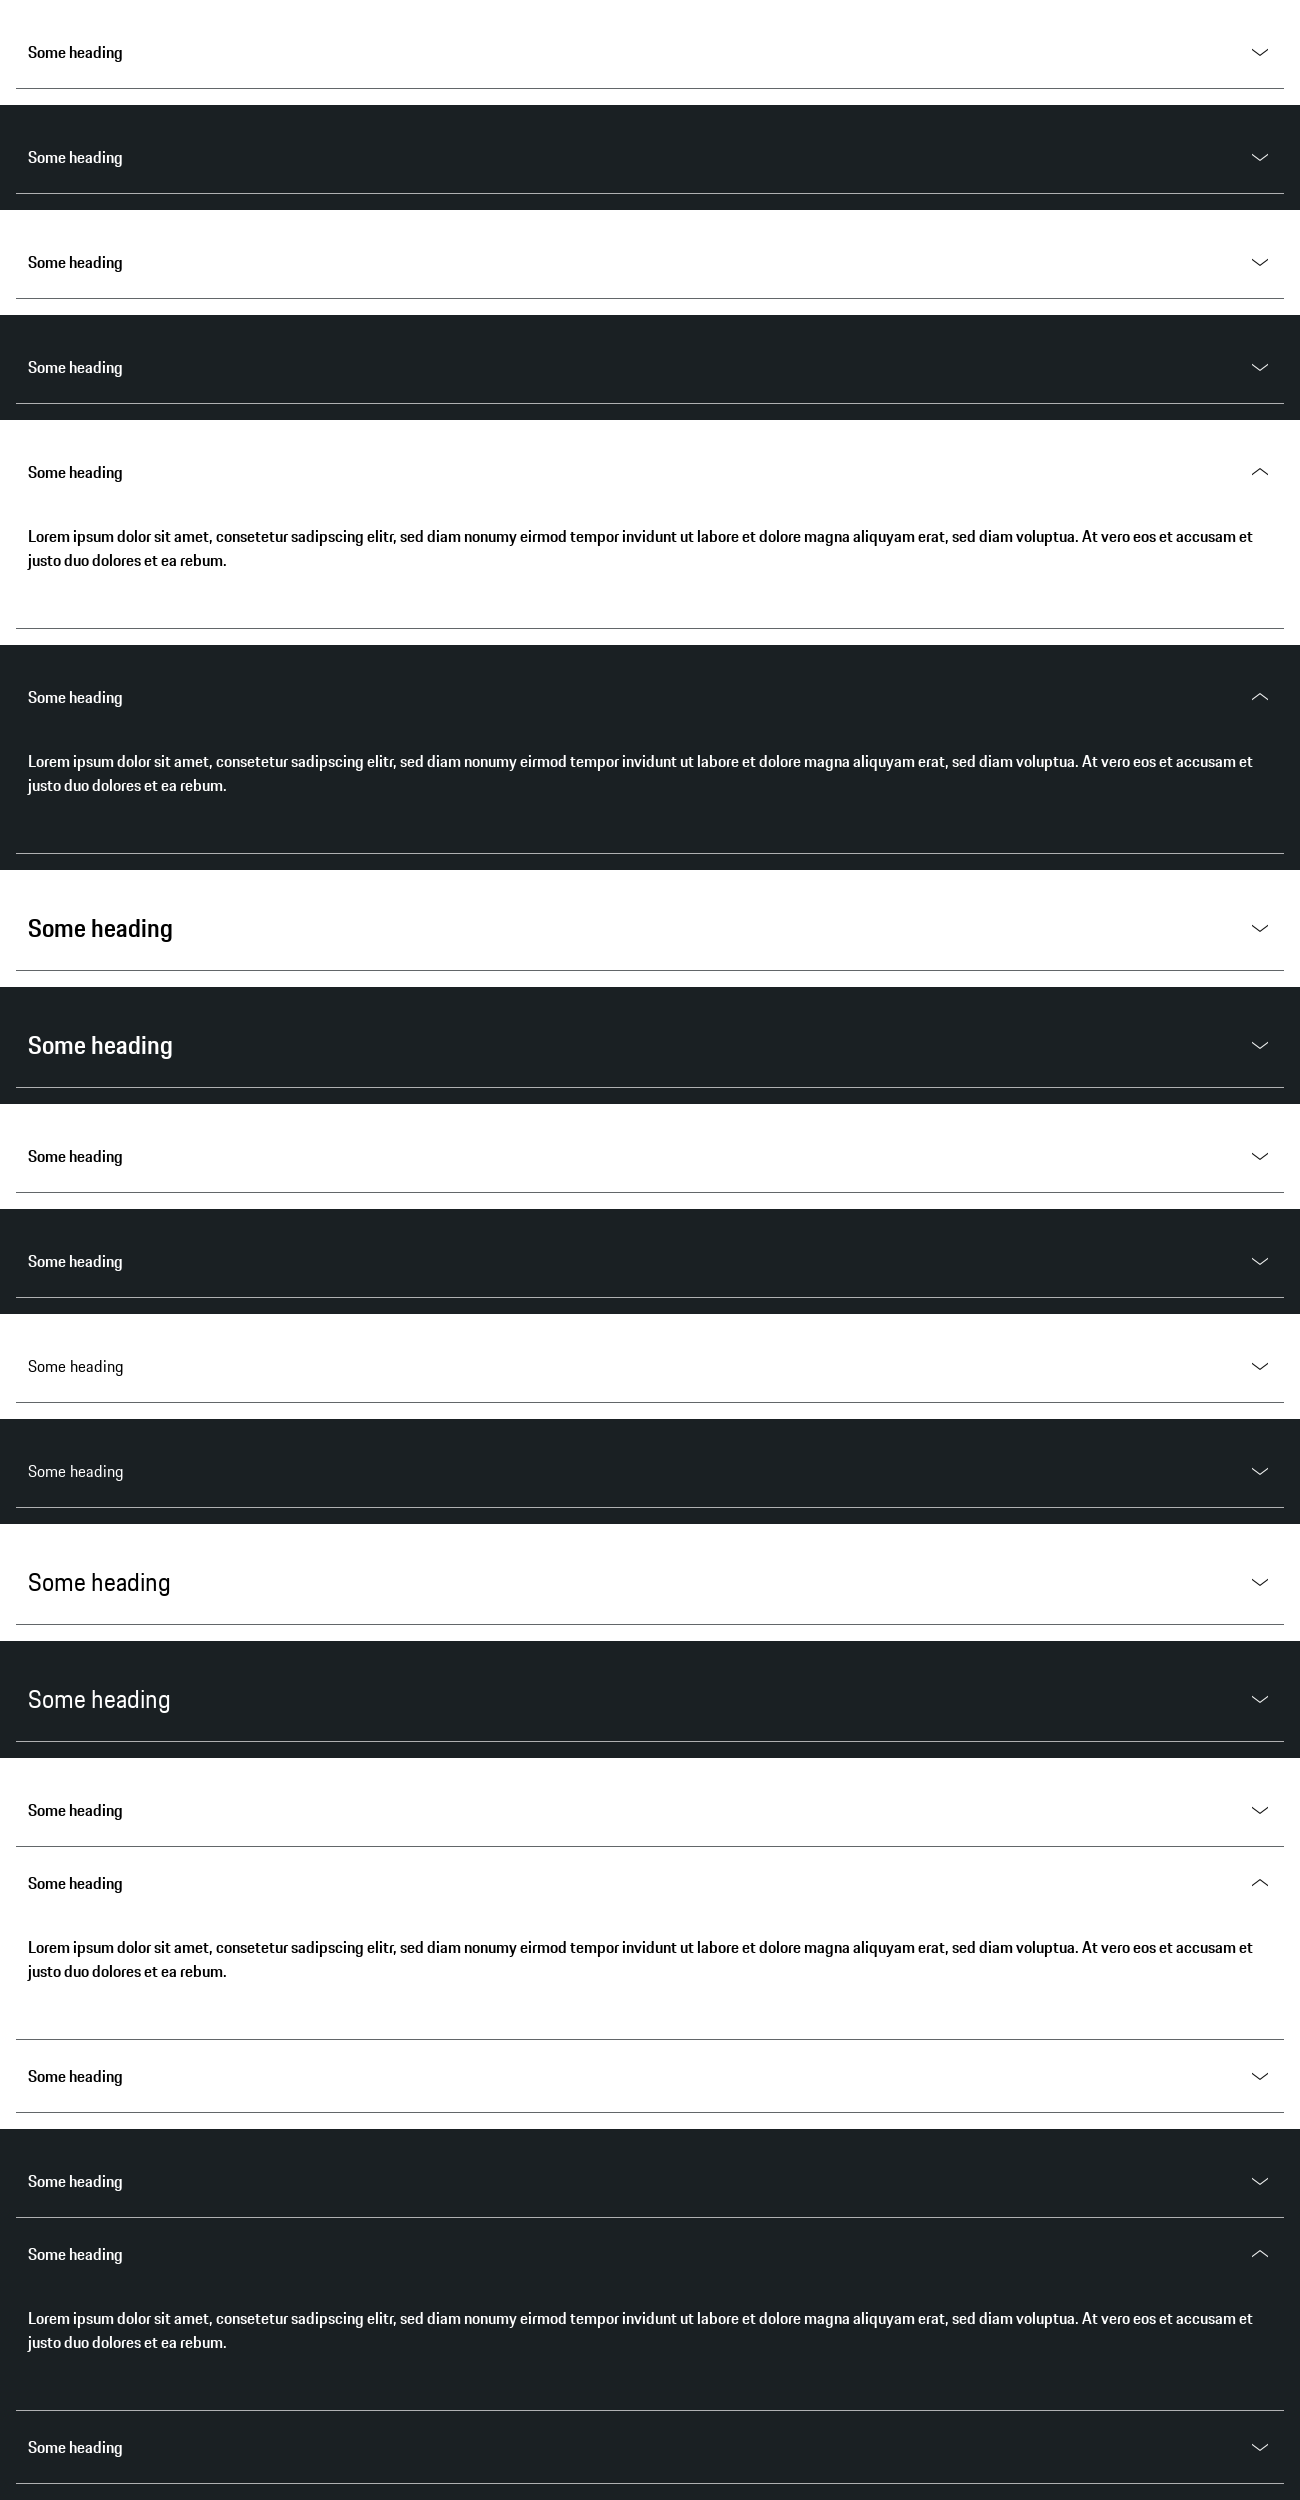 Some heading
Some heading
Some heading
Some heading
Some heading
Lorem ipsum dolor sit amet, consetetur sadipscing elitr, sed diam nonumy eirmod tempor invidunt ut labore et dolore magna aliquyam erat, sed diam voluptua. At vero eos et accusam et
justo duo dolores et ea rebum.
Some heading
Lorem ipsum dolor sit amet, consetetur sadipscing elitr, sed diam nonumy eirmod tempor invidunt ut labore et dolore magna aliquyam erat, sed diam voluptua. At vero eos et accusam et
justo duo dolores et ea rebum.
Some heading
Some heading
Some heading
Some heading
Some heading
Some heading
Some heading
Some heading
Some heading
Some heading
Lorem ipsum dolor sit amet, consetetur sadipscing elitr, sed diam nonumy eirmod tempor invidunt ut labore et dolore magna aliquyam erat, sed diam voluptua. At vero eos et accusam et
justo duo dolores et ea rebum.
Some heading
Some heading
Some heading
Lorem ipsum dolor sit amet, consetetur sadipscing elitr, sed diam nonumy eirmod tempor invidunt ut labore et dolore magna aliquyam erat, sed diam voluptua. At vero eos et accusam et
justo duo dolores et ea rebum.
Some heading